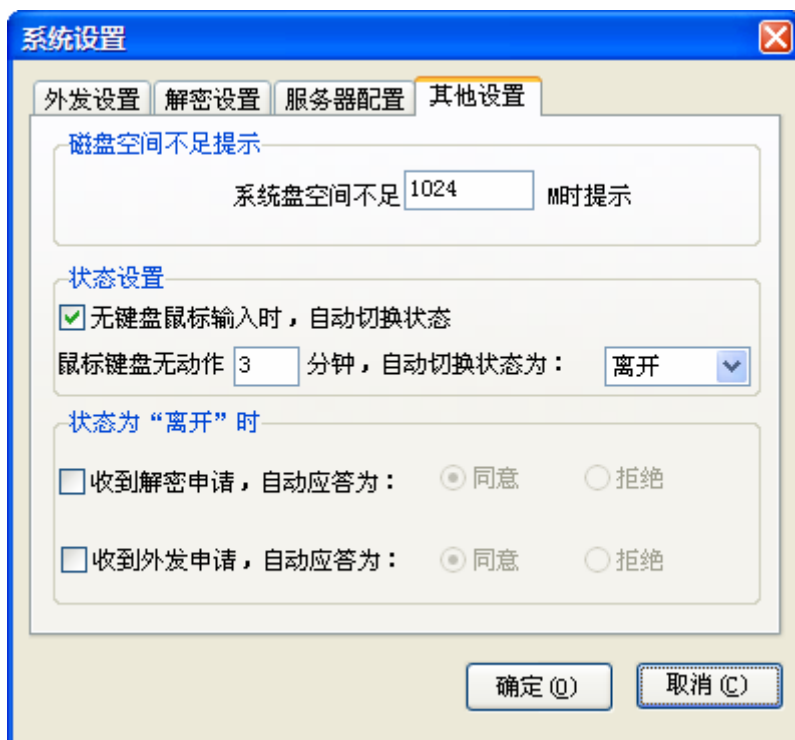 系统设置
外发设置 解密设置 服务器配置 其他设置
磁盘空间不足提示
系统盘空间不足 1024 M时提示
状态设置
无键盘鼠标输入时，自动切换状态
鼠标键盘无动作 3 分钟，自动切换状态为： 离开
状态为“离开”时
收到解密申请，自动应答为： 同意 拒绝
收到外发申请，自动应答为： 同意 拒绝
确定(O) 取消(C)